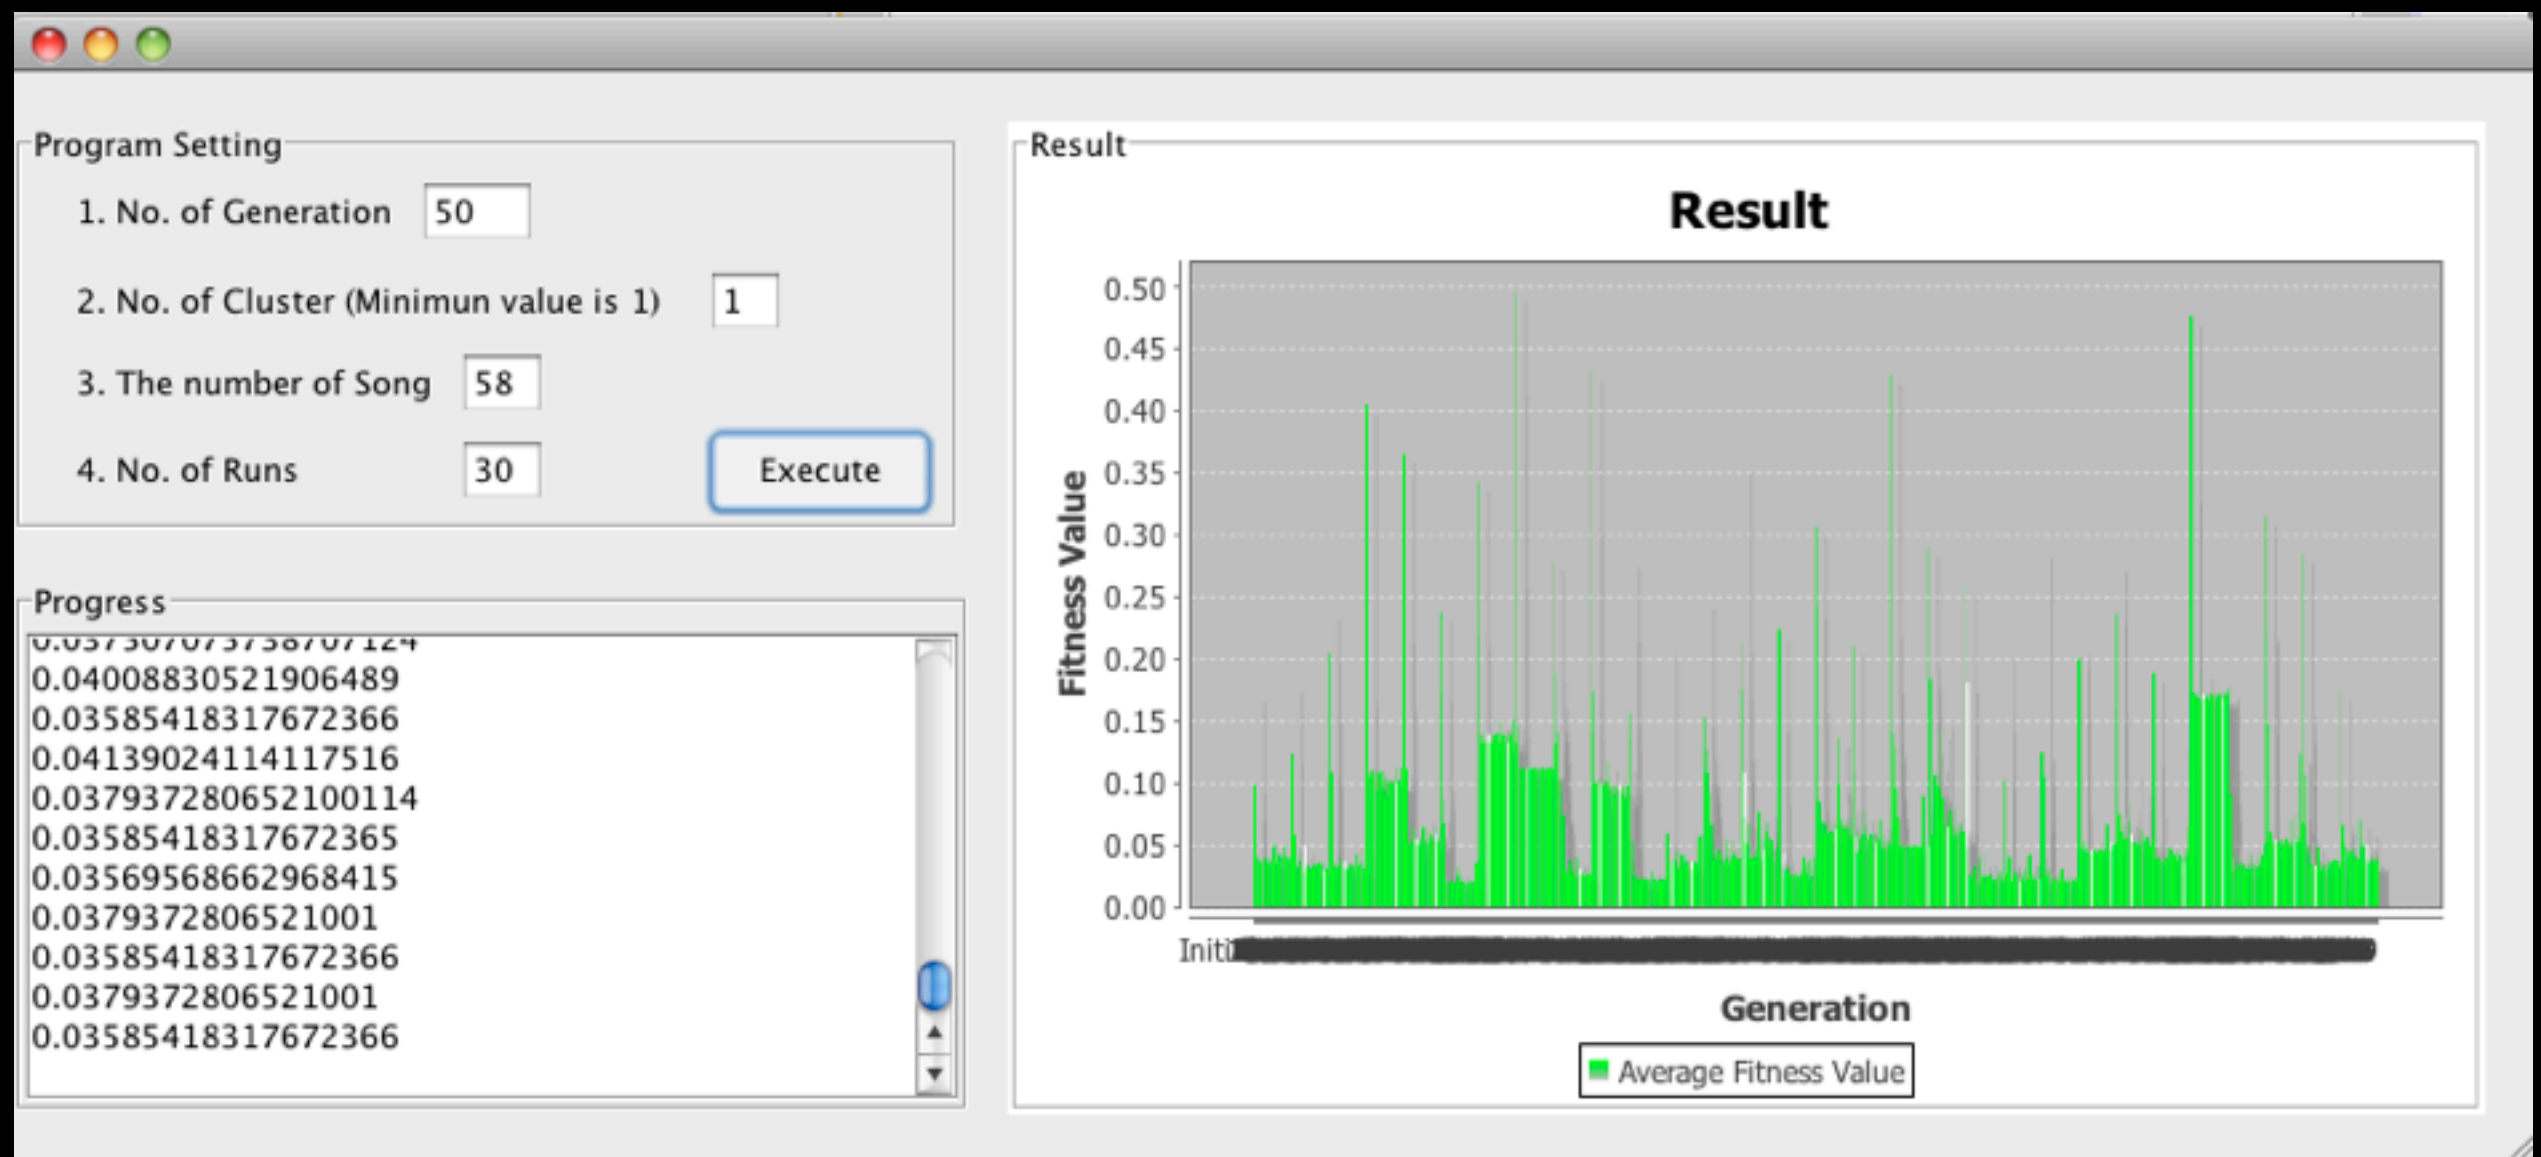 Program Setting
1. No. of Generation 50
2. No. of Cluster (Minimun value is 1) 1
3. The number of Song 58
4. No. of Runs 30
Execute
Progress
0.037307073738707124
0.04008830521906489
0.03585418317672366
0.04139024114117516
0.037937280652100114
0.03585418317672365
0.03569568662968415
0.0379372806521001
0.03585418317672366
0.0379372806521001
0.03585418317672366
Result
Result
Fitness Value
0.50
0.45
0.40
0.35
0.30
0.25
0.20
0.15
0.10
0.05
0.00
Initi
Generation
Average Fitness Value